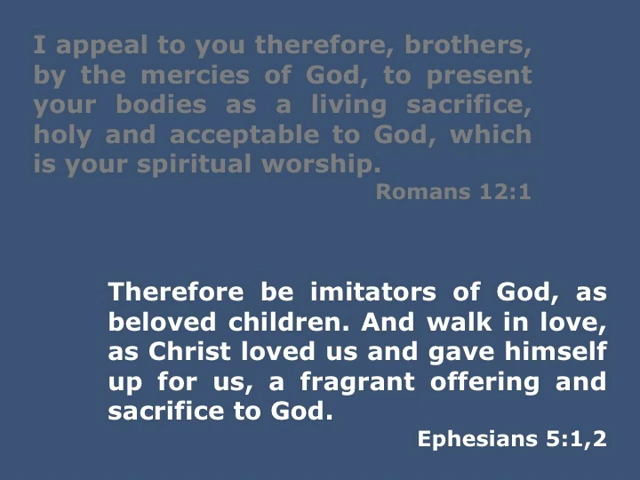 I appeal to you therefore, brothers,
by the mercies of God, to present
your bodies as a living sacrifice,
holy and acceptable to God, which
is your spiritual worship.
Romans 12:1
Therefore be imitators of God, as
beloved children. And walk in love,
as Christ loved us and gave himself
up for us, a fragrant offering and
sacrifice to God.
Ephesians 5:1,2